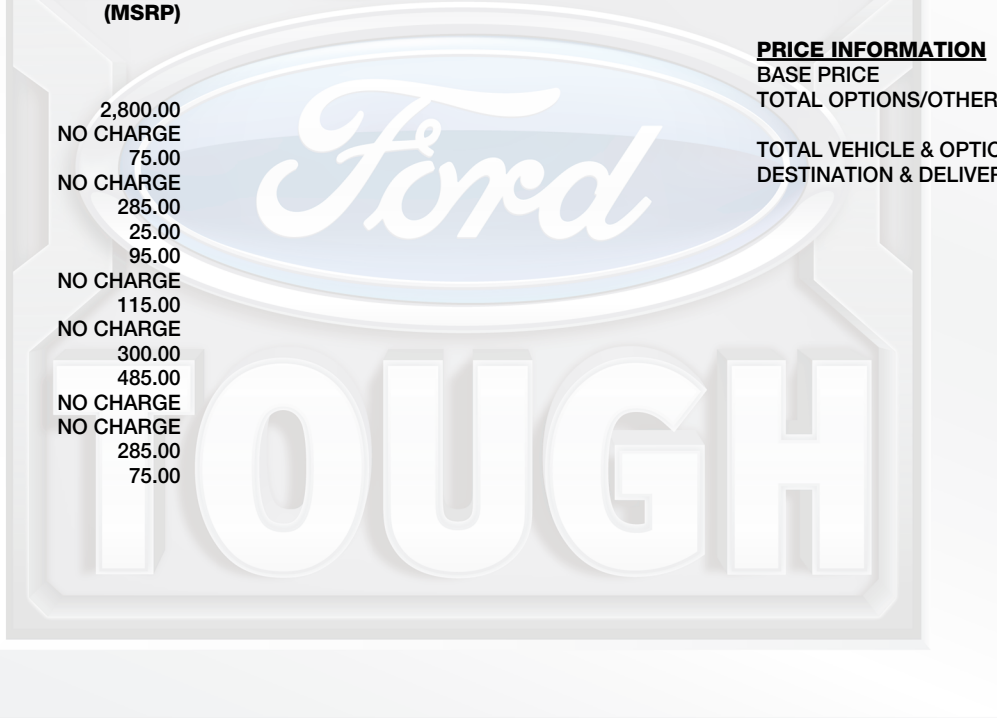 (MSRP)
2,800.00
NO CHARGE
75.00
NO CHARGE
285.00
25.00
95.00
NO CHARGE
115.00
NO CHARGE
300.00
485.00
NO CHARGE
NO CHARGE
285.00
75.00
PRICE INFORMATION
BASE PRICE
TOTAL OPTIONS/OTHER
TOTAL VEHICLE & OPTIO
DESTINATION & DELIVER
Ford
TOUGH